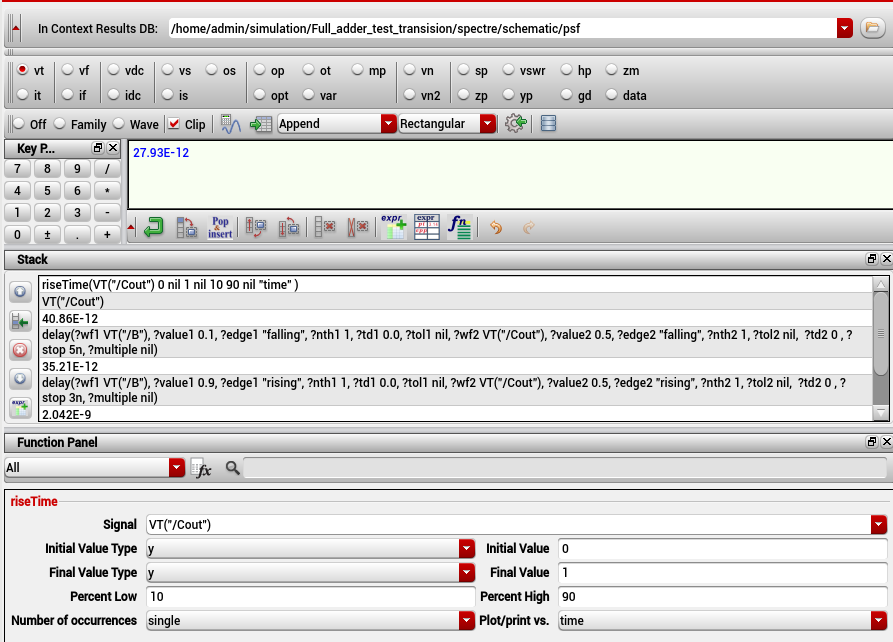 In Context Results DB: /home/admin/simulation/Full_adder_test_transision/spectre/schematic/psf
vt vf vdc vs os op ot mp vn sp vswr hp zm
it if idc is opt var vn2 zp yp gd data
Off Family Wave Clip Append Rectangular
Key P...
7 8 9 /
4 5 6 *
1 2 3 -
0 ± . +
27.93E-12
Pop & insert expr expr fn
Stack
riseTime(VT("/Cout") 0 nil 1 nil 10 90 nil "time" )
VT("/Cout")
40.86E-12
delay(?wf1 VT("/B"), ?value1 0.1, ?edge1 "falling", ?nth1 1, ?td1 0.0, ?tol1 nil, ?wf2 VT("/Cout"), ?value2 0.5, ?edge2 "falling", ?nth2 1, ?tol2 nil, ?td2 0 , ?
stop 5n, ?multiple nil)
35.21E-12
delay(?wf1 VT("/B"), ?value1 0.9, ?edge1 "rising", ?nth1 1, ?td1 0.0, ?tol1 nil, ?wf2 VT("/Cout"), ?value2 0.5, ?edge2 "rising", ?nth2 1, ?tol2 nil, ?td2 0 , ?
stop 3n, ?multiple nil)
2.042E-9
expr
Function Panel
All fx
riseTime
Signal VT("/Cout")
Initial Value Type y Initial Value 0
Final Value Type y Final Value 1
Percent Low 10 Percent High 90
Number of occurrences single Plot/print vs. time